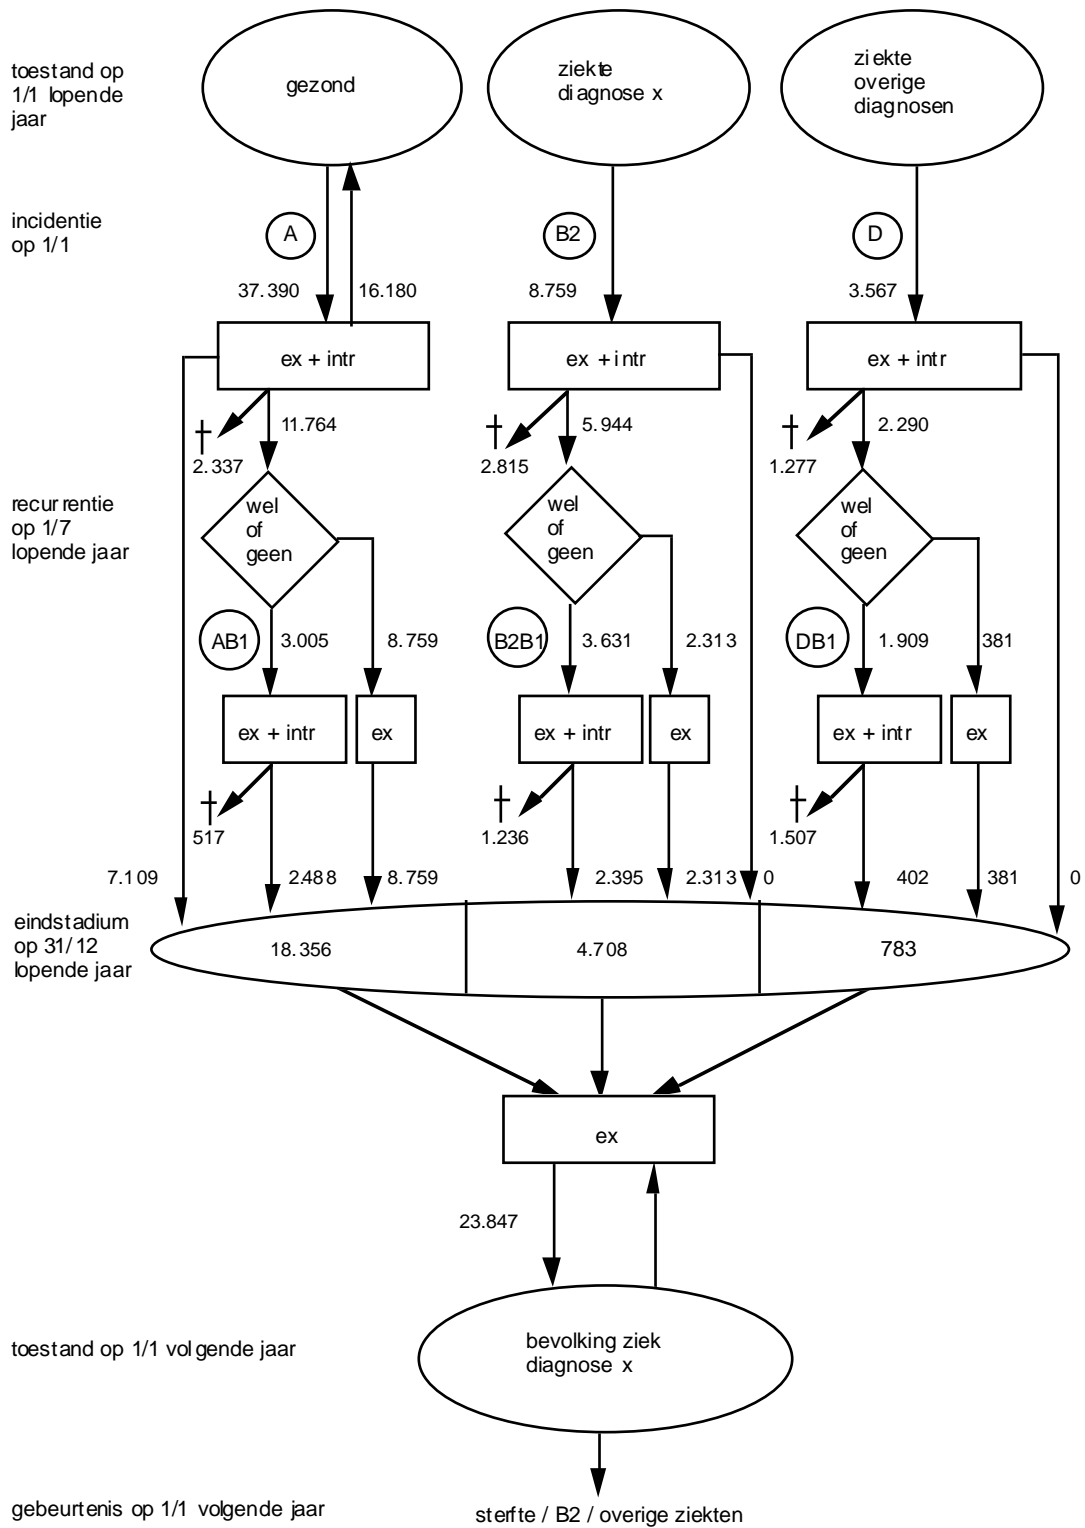 toestand op
1/1 lopende
jaar
gezond
ziekte
diagnose x
ziekte
overige
diagnosen
incidentie
op 1/1
A
B2
D
37.390
16.180
8.759
3.567
ex + intr
ex + intr
ex + intr
11.764
5.944
2.290
2.337
2.815
1.277
recurrentie
op 1/7
lopende jaar
wel
of
geen
wel
of
geen
wel
of
geen
AB1
3.005
8.759
B2B1
3.631
2.313
DB1
1.909
381
ex + intr
ex
ex + intr
ex
ex + intr
ex
517
1.236
1.507
7.109
2.488
8.759
2.395
2.313
0
402
381
0
eindstadium
op 31/12
lopende jaar
18.356
4.708
783
ex
23.847
toestand op 1/1 volgende jaar
bevolking ziek
diagnose x
gebeurtenis op 1/1 volgende jaar
sterfte / B2 / overige ziekten